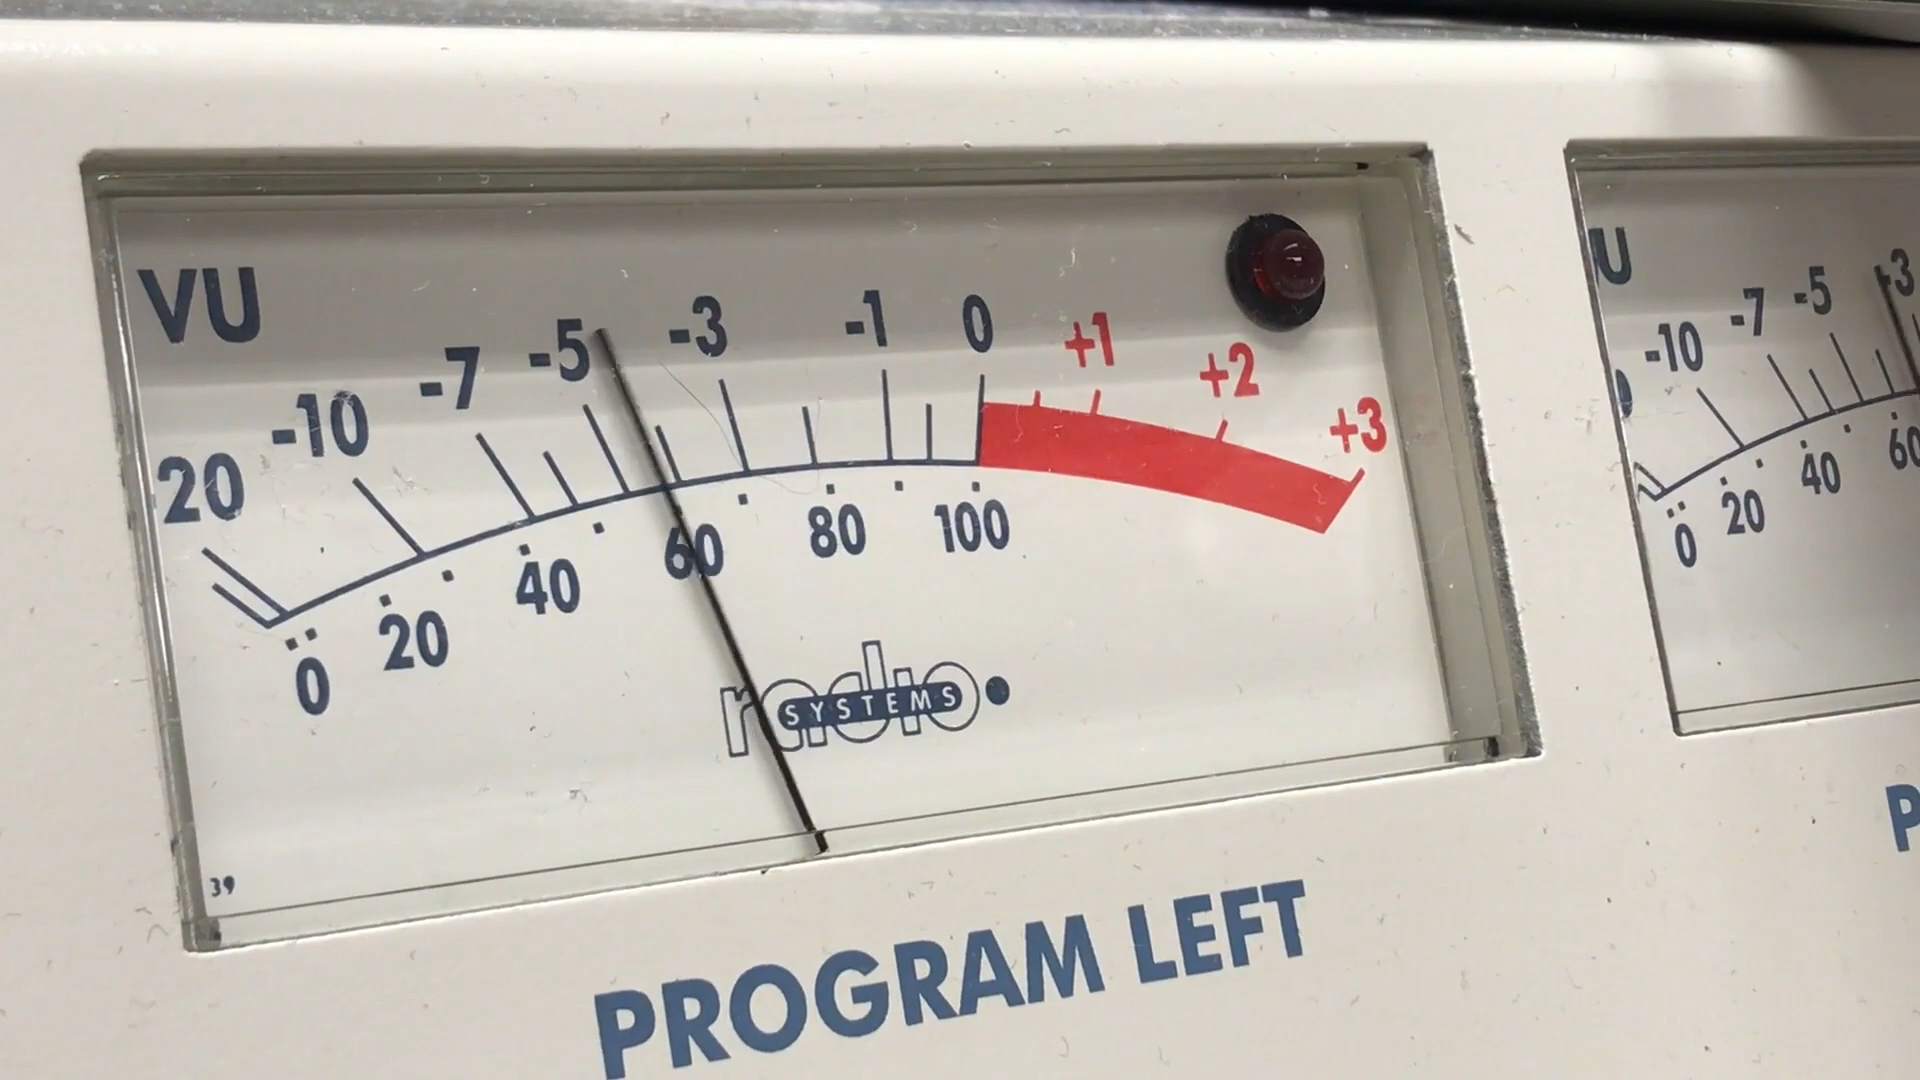 VU
20 -10 -7 -5 -3 -1 0 +1 +2 +3
0 20 40 60 80 100
radio
SYSTEMS
39
PROGRAM LEFT
U
-10 -7 -5 -3
0 20 40 60
P